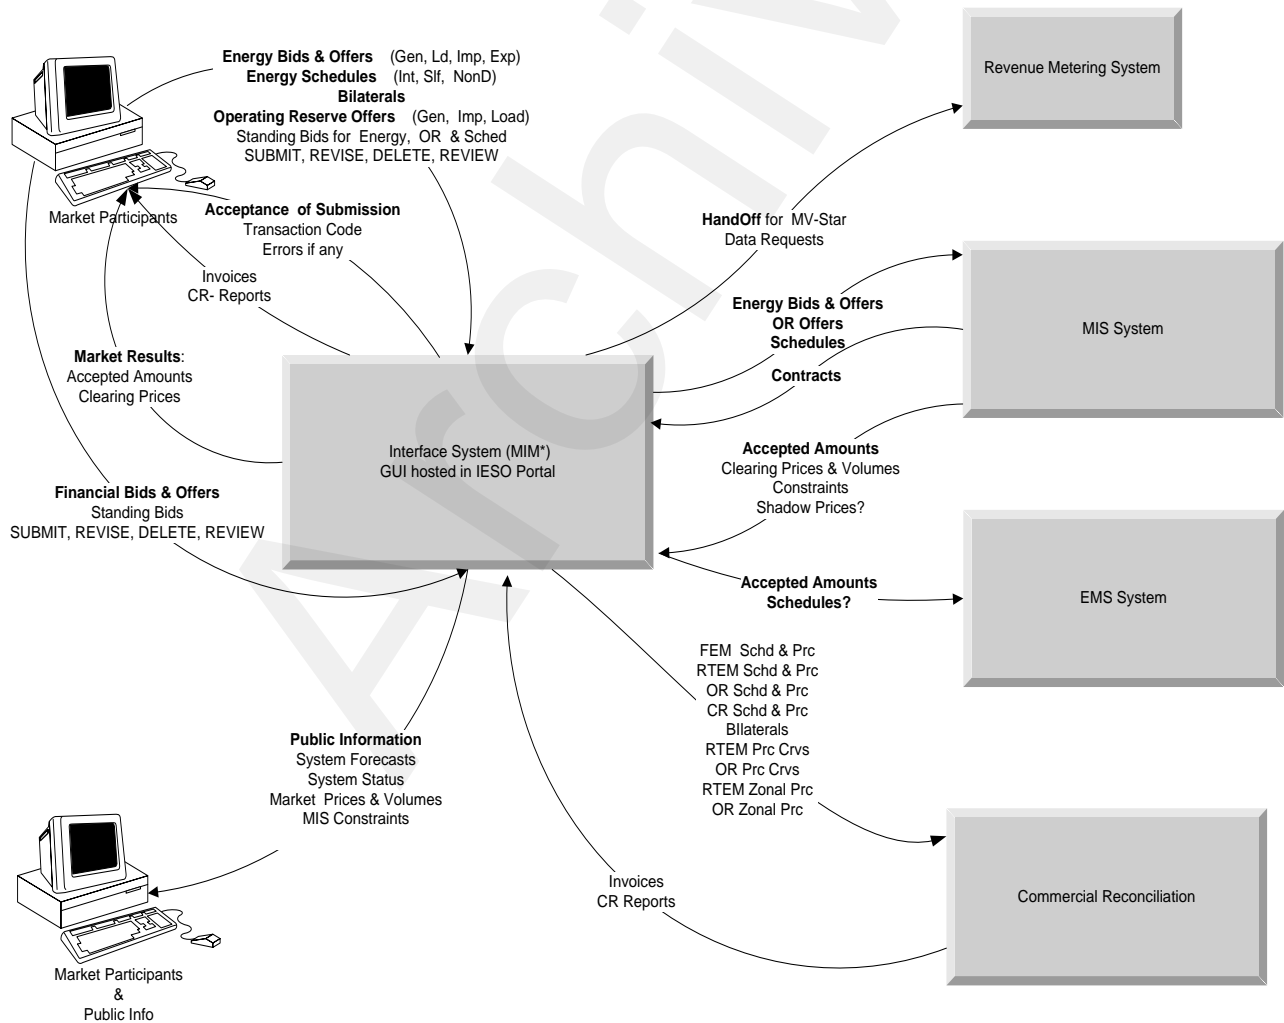 Energy Bids & Offers (Gen, Ld, Imp, Exp)
Energy Schedules (Int, Slf, NonD)
Bilaterals
Operating Reserve Offers (Gen, Imp, Load)
Standing Bids for Energy, OR & Sched
SUBMIT, REVISE, DELETE, REVIEW
Revenue Metering System
Market Participants
Acceptance of Submission
Transaction Code
Errors if any
HandOff for MV-Star
Data Requests
Invoices
CR- Reports
Energy Bids & Offers
OR Offers
Schedules
MIS System
Market Results:
Accepted Amounts
Clearing Prices
Contracts
Interface System (MIM*)
GUI hosted in IESO Portal
Accepted Amounts
Clearing Prices & Volumes
Constraints
Shadow Prices?
Financial Bids & Offers
Standing Bids
SUBMIT, REVISE, DELETE, REVIEW
Accepted Amounts
Schedules?
EMS System
FEM Schd & Prc
RTEM Schd & Prc
OR Schd & Prc
CR Schd & Prc
BIlaterals
RTEM Prc Crvs
OR Prc Crvs
RTEM Zonal Prc
OR Zonal Prc
Public Information
System Forecasts
System Status
Market Prices & Volumes
MIS Constraints
Invoices
CR Reports
Commercial Reconciliation
Market Participants
&
Public Info
Archiv